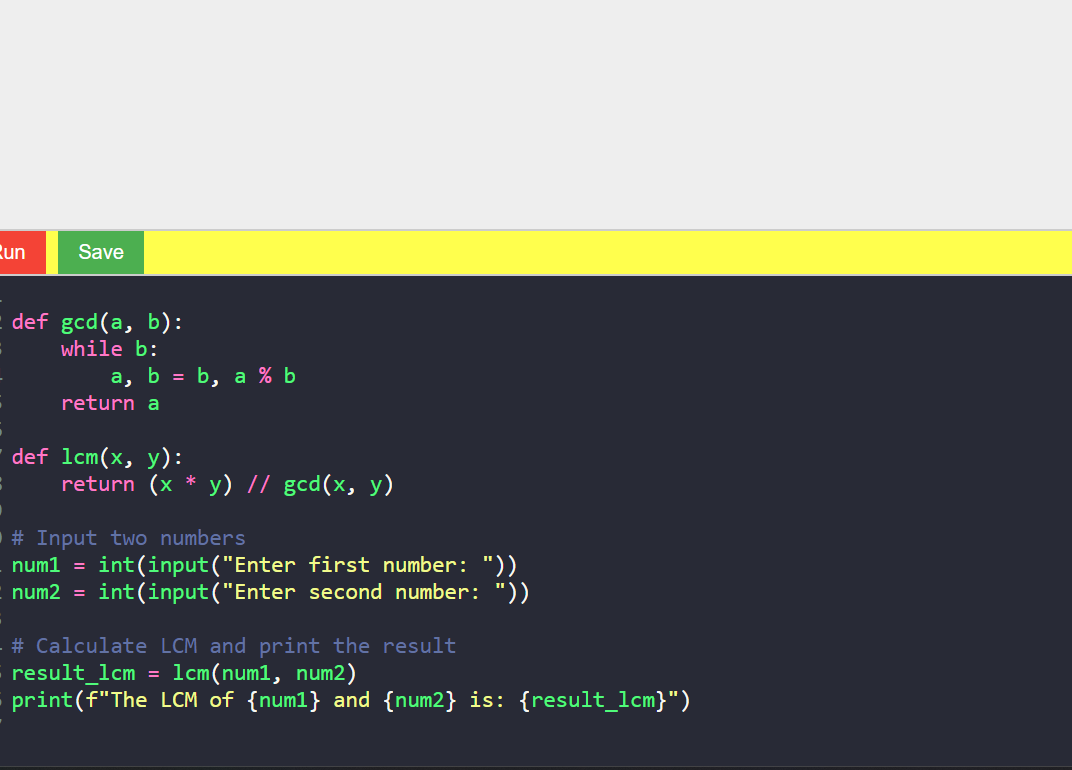 Run Save
def gcd(a, b):
    while b:
        a, b = b, a % b
    return a
def lcm(x, y):
    return (x * y) // gcd(x, y)
# Input two numbers
num1 = int(input("Enter first number: "))
num2 = int(input("Enter second number: "))
# Calculate LCM and print the result
result_lcm = lcm(num1, num2)
print(f"The LCM of {num1} and {num2} is: {result_lcm}")